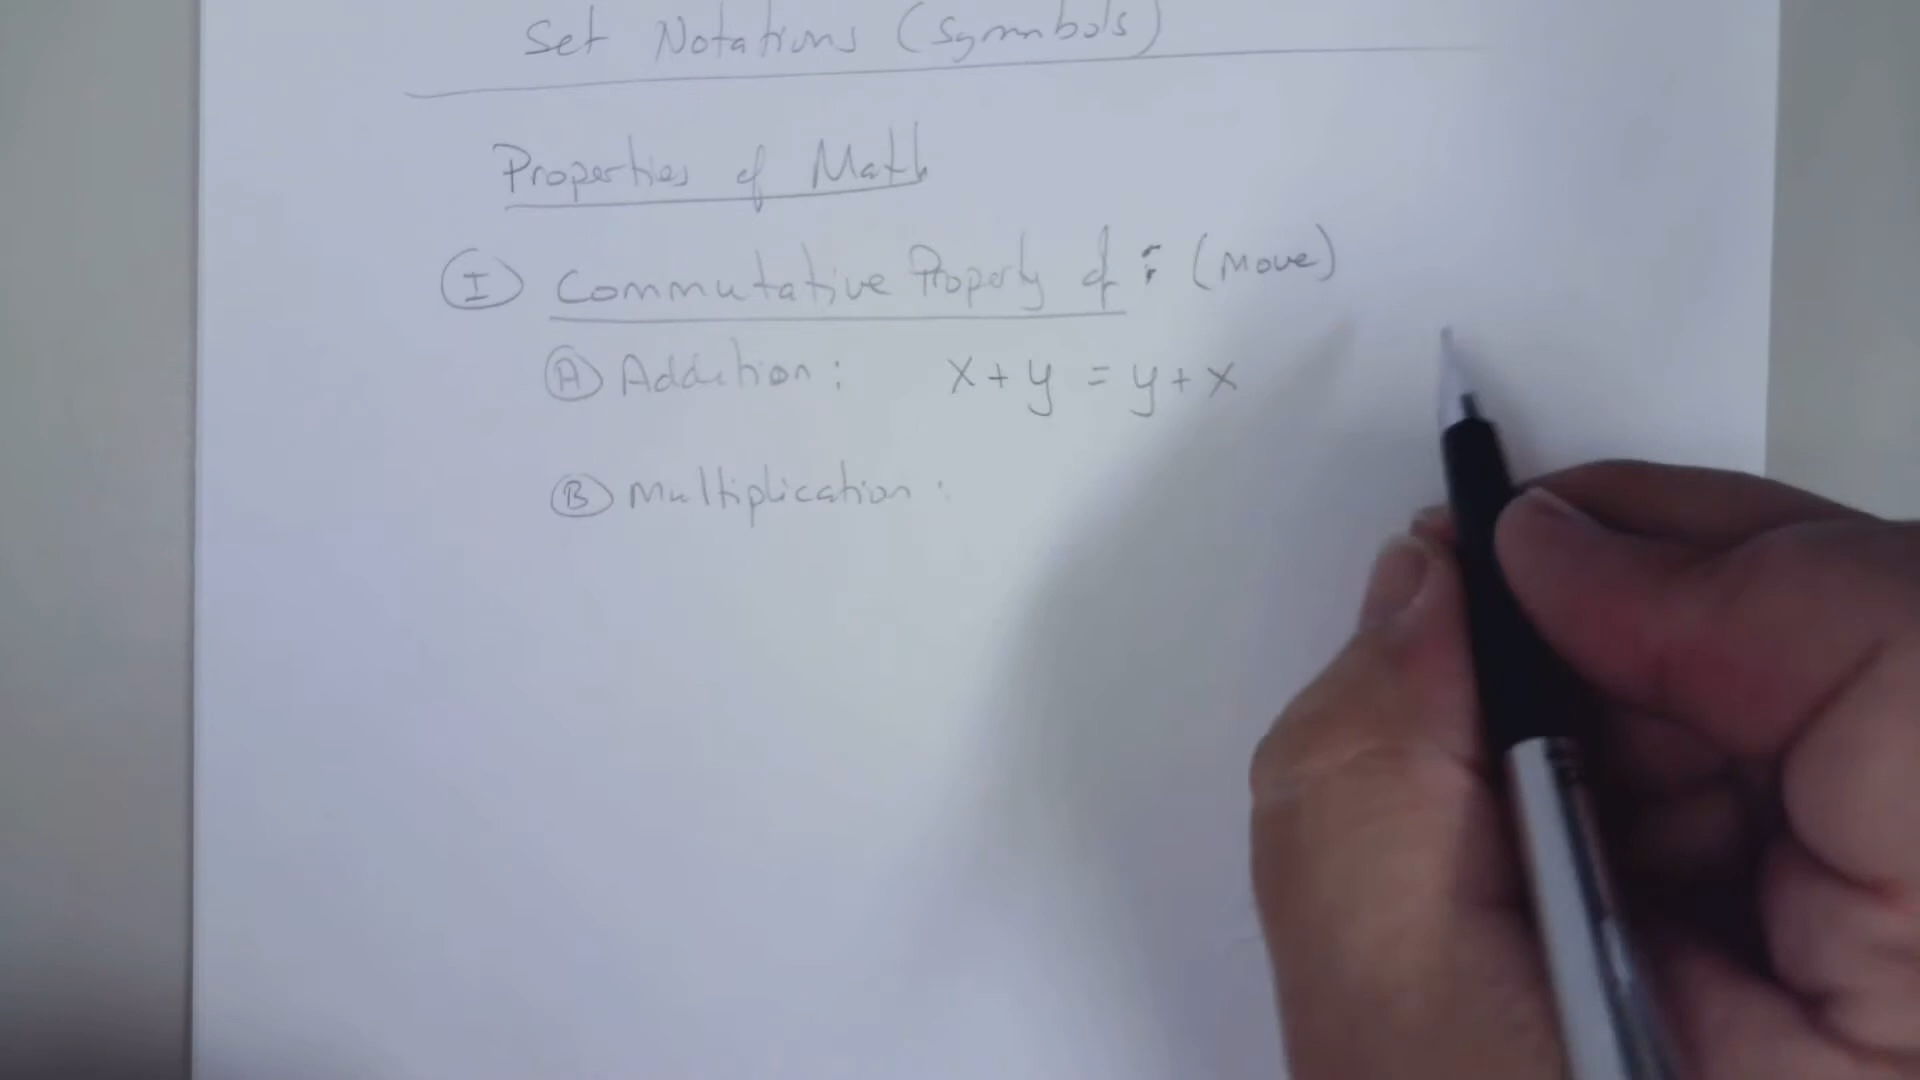 Set Notations (Symbols)
Properties of Math
I Commutative Property of : (Move)
A Addition : x + y = y + x
B Multiplication :